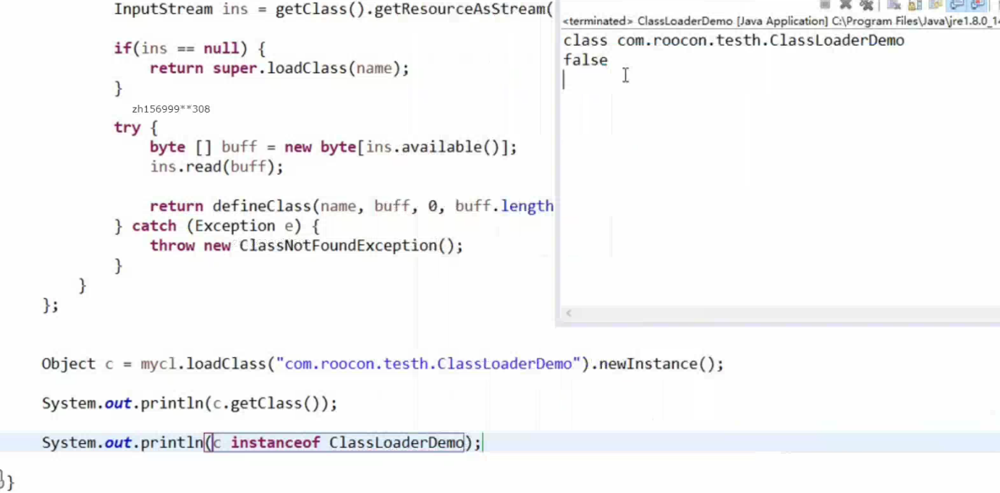 InputStream ins = getClass().getResourceAsStream(
if(ins == null) {
return super.loadClass(name);
}
zh156999**308
try {
byte [] buff = new byte[ins.available()];
ins.read(buff);
return defineClass(name, buff, 0, buff.length
} catch (Exception e) {
throw new ClassNotFoundException();
}
}
};
Object c = mycl.loadClass("com.roocon.testh.ClassLoaderDemo").newInstance();
System.out.println(c.getClass());
System.out.println(c instanceof ClassLoaderDemo);
}
<terminated> ClassLoaderDemo [Java Application] C:\Program Files\Java\jre1.8.0_14
class com.roocon.testh.ClassLoaderDemo
false